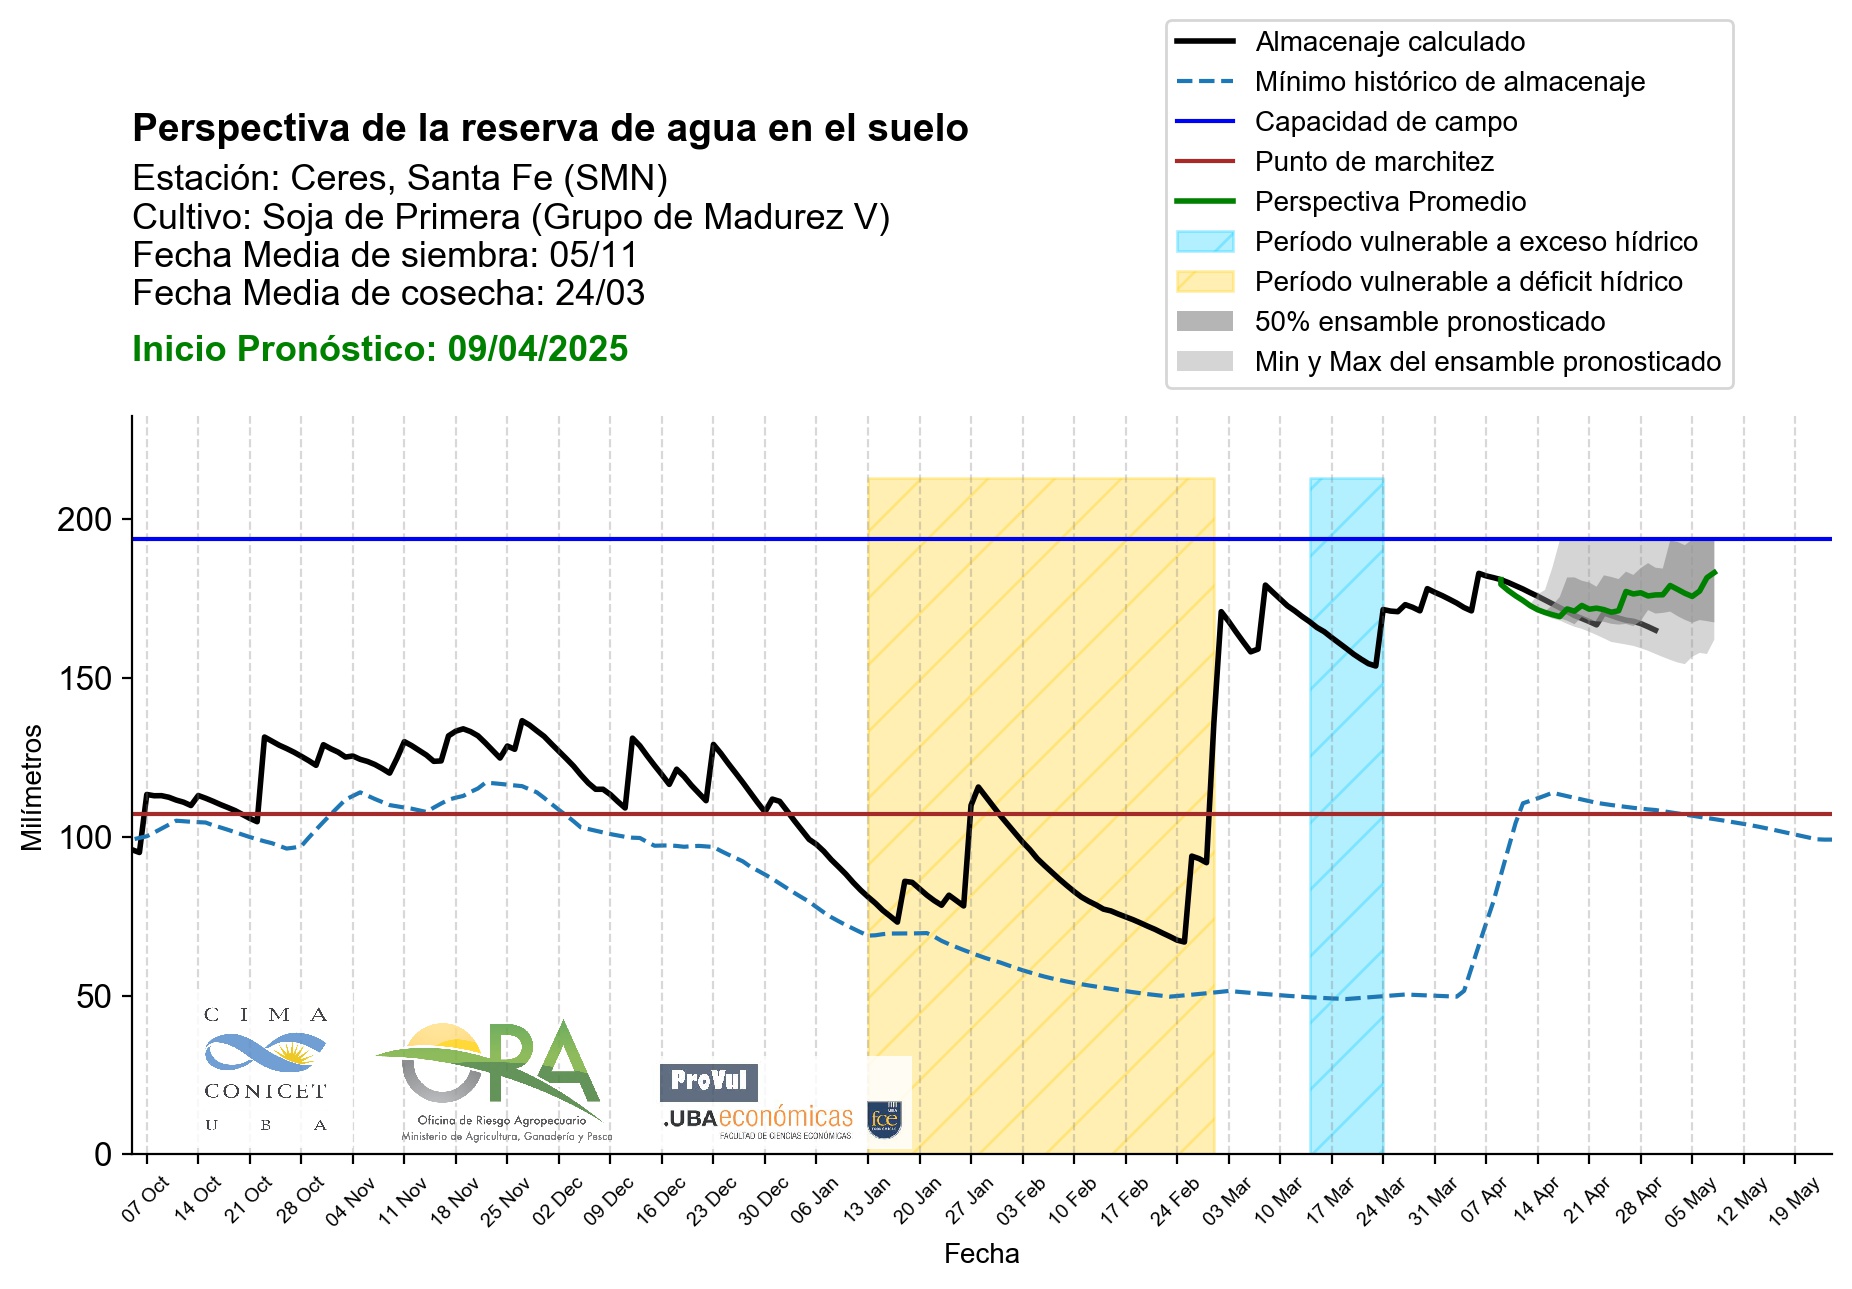 Almacenaje calculado
Mínimo histórico de almacenaje
Capacidad de campo
Punto de marchitez
Perspectiva Promedio
Período vulnerable a exceso hídrico
Período vulnerable a déficit hídrico
50% ensamble pronosticado
Min y Max del ensamble pronosticado
Perspectiva de la reserva de agua en el suelo
Estación: Ceres, Santa Fe (SMN)
Cultivo: Soja de Primera (Grupo de Madurez V)
Fecha Media de siembra: 05/11
Fecha Media de cosecha: 24/03
Inicio Pronóstico: 09/04/2025
Milímetros
200
150
100
50
0
CIMA
CONICET
UBA
ORA
Oficina de Riesgo Agropecuario
Ministerio de Agricultura, Ganadería y Pesca
ProVul
.UBAeconómicas
FACULTAD DE CIENCIAS ECONÓMICAS
UBA
fce
07 Oct
14 Oct
21 Oct
28 Oct
04 Nov
11 Nov
18 Nov
25 Nov
02 Dec
09 Dec
16 Dec
23 Dec
30 Dec
06 Jan
13 Jan
20 Jan
27 Jan
03 Feb
10 Feb
17 Feb
24 Feb
03 Mar
10 Mar
17 Mar
24 Mar
31 Mar
07 Apr
14 Apr
21 Apr
28 Apr
05 May
12 May
19 May
Fecha